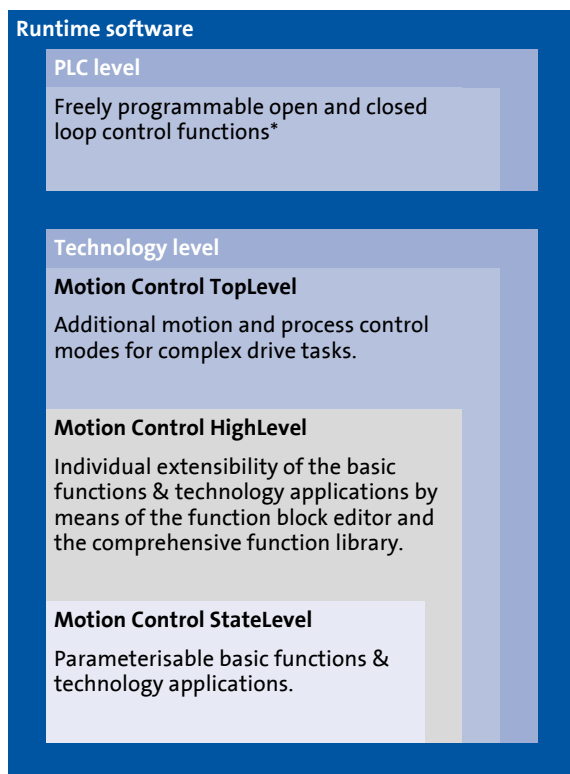 Runtime software
PLC level
Freely programmable open and closed
loop control functions*
Technology level
Motion Control TopLevel
Additional motion and process control
modes for complex drive tasks.
Motion Control HighLevel
Individual extensibility of the basic
functions & technology applications by
means of the function block editor and
the comprehensive function library.
Motion Control StateLevel
Parameterisable basic functions &
technology applications.